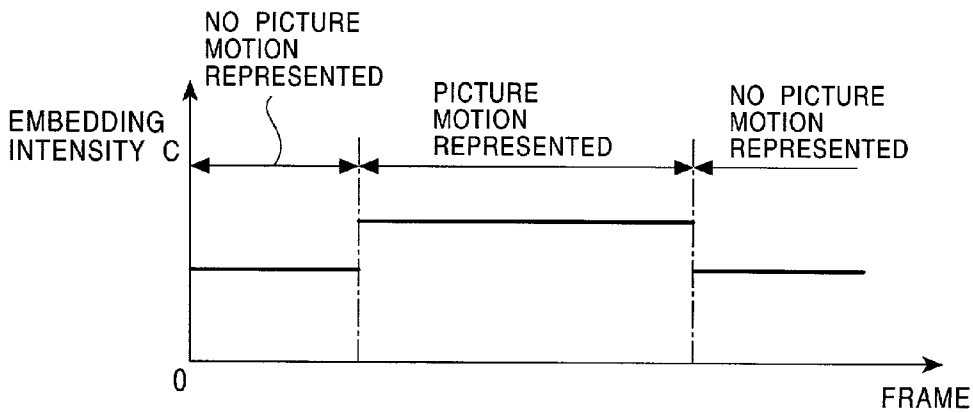 NO PICTURE
MOTION
REPRESENTED
EMBEDDING
INTENSITY C
PICTURE
MOTION
REPRESENTED
NO PICTURE
MOTION
REPRESENTED
0
FRAME